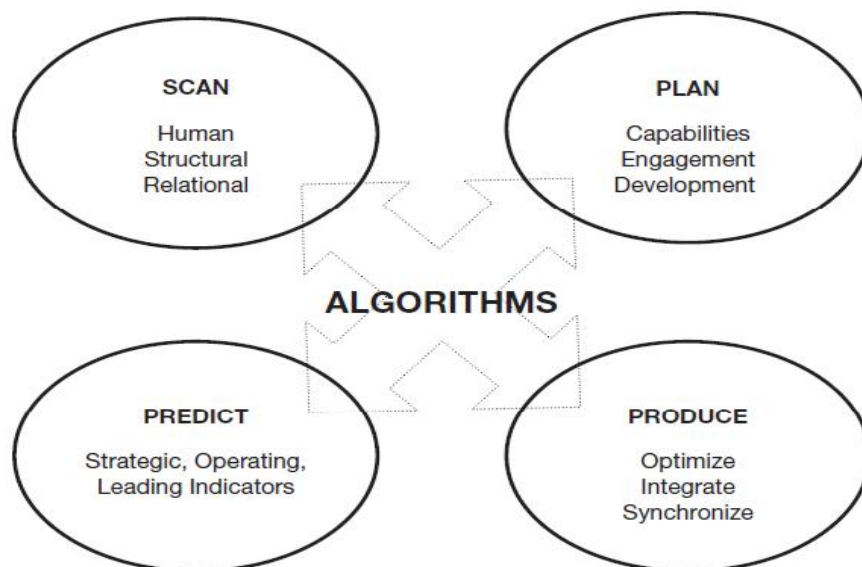 SCAN
Human
Structural
Relational
PLAN
Capabilities
Engagement
Development
ALGORITHMS
PREDICT
Strategic, Operating,
Leading Indicators
PRODUCE
Optimize
Integrate
Synchronize